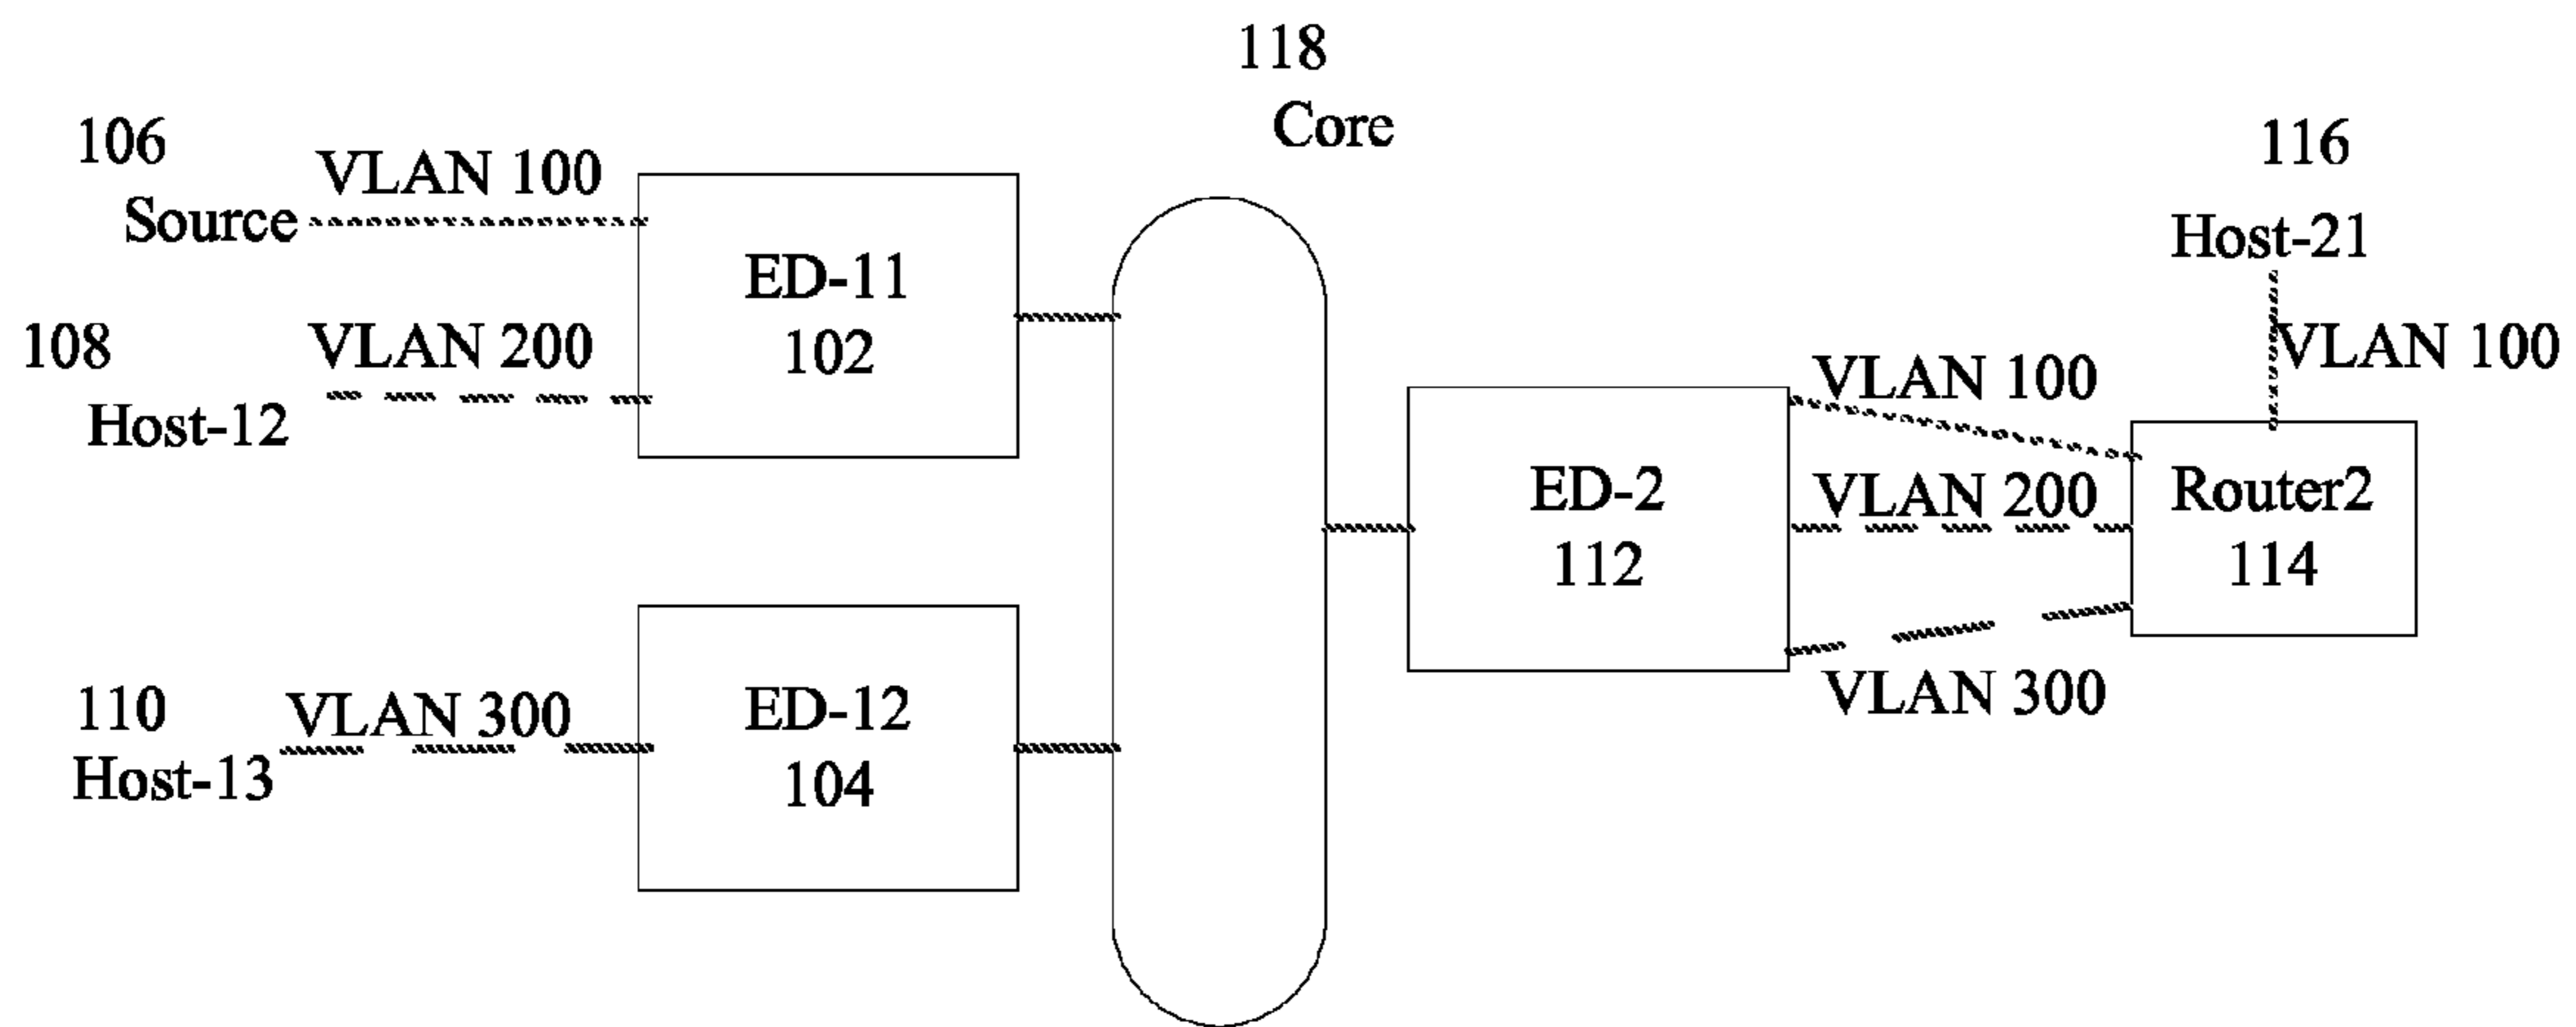 118
Core
106
VLAN 100
Source
116
Host-21
ED-11
102
108
VLAN 200
Host-12
VLAN 100
VLAN 100
ED-2
112
VLAN 200
Router2
114
VLAN 300
110
VLAN 300
Host-13
ED-12
104